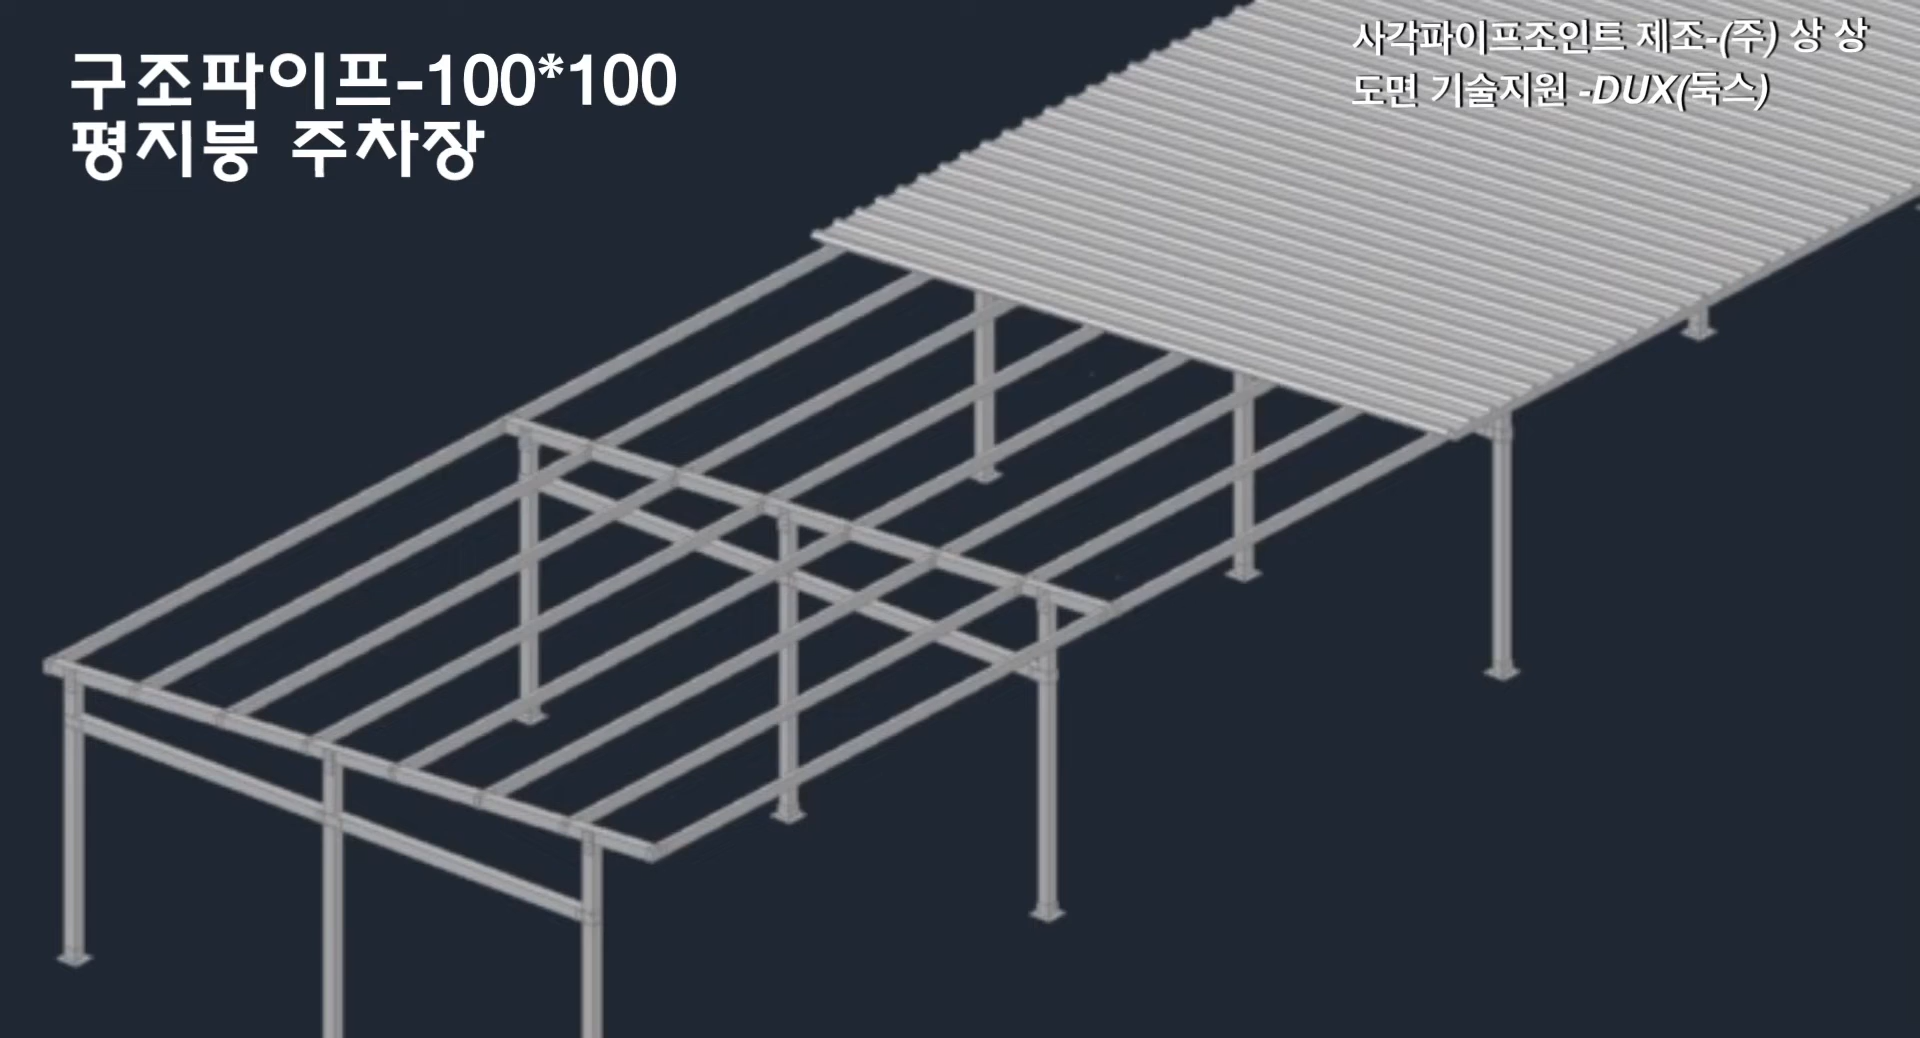 구조파이프-100*100
평지붕 주차장
사각파이프조인트 제조-(주) 상 상
도면 기술지원 -DUX(둑스)